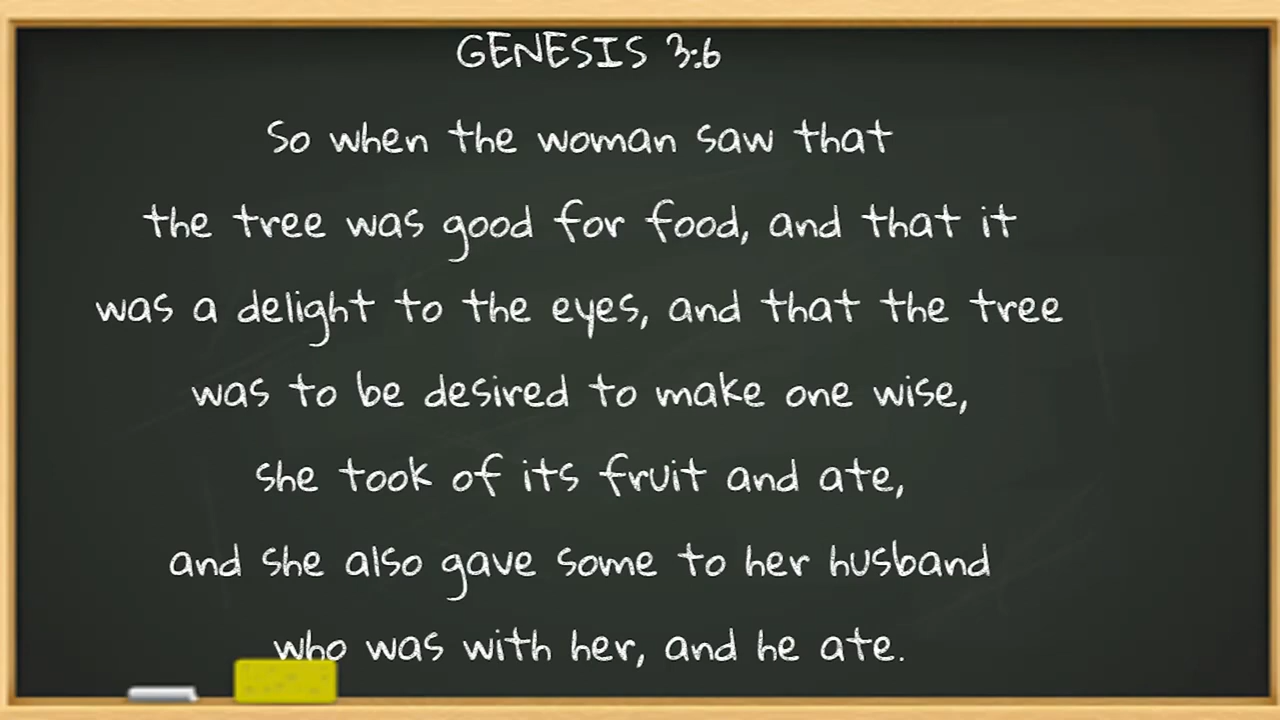 GENESIS 3:6
So when the woman saw that
the tree was good for food, and that it
was a delight to the eyes, and that the tree
was to be desired to make one wise,
she took of its fruit and ate,
and she also gave some to her husband
who was with her, and he ate.